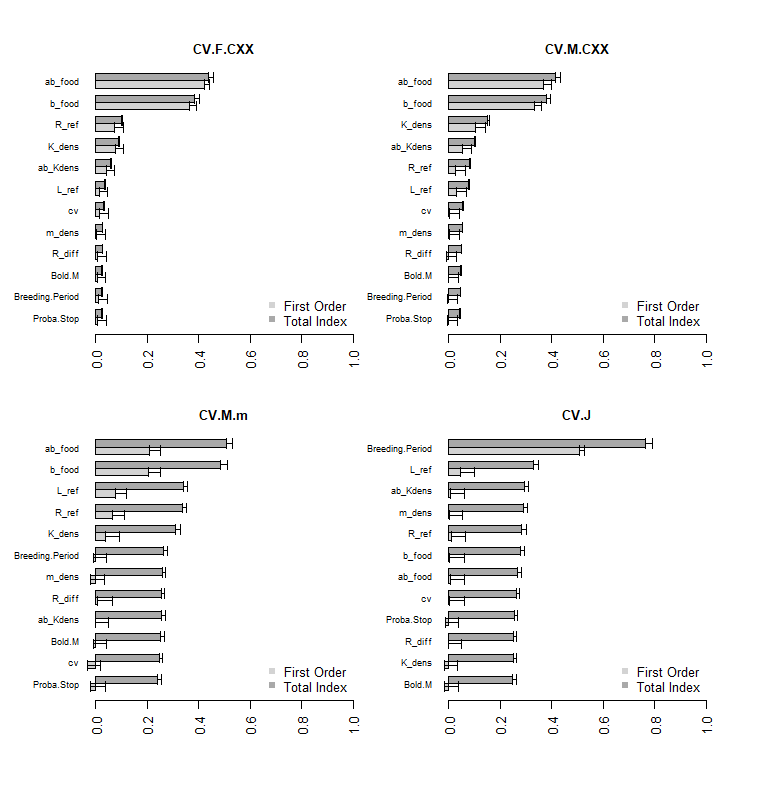 CV.F.CXX
ab_food
b_food
R_ref
K_dens
ab_Kdens
L_ref
cv
m_dens
R_diff
Bold.M
Breeding.Period
Proba.Stop
First Order
Total Index
0.0 0.2 0.4 0.6 0.8 1.0
CV.M.CXX
ab_food
b_food
K_dens
ab_Kdens
R_ref
L_ref
cv
m_dens
R_diff
Bold.M
Breeding.Period
Proba.Stop
First Order
Total Index
0.0 0.2 0.4 0.6 0.8 1.0
CV.M.m
ab_food
b_food
L_ref
R_ref
K_dens
Breeding.Period
m_dens
R_diff
ab_Kdens
Bold.M
cv
Proba.Stop
First Order
Total Index
0.0 0.2 0.4 0.6 0.8 1.0
CV.J
Breeding.Period
L_ref
ab_Kdens
m_dens
R_ref
b_food
ab_food
cv
Proba.Stop
R_diff
K_dens
Bold.M
First Order
Total Index
0.0 0.2 0.4 0.6 0.8 1.0